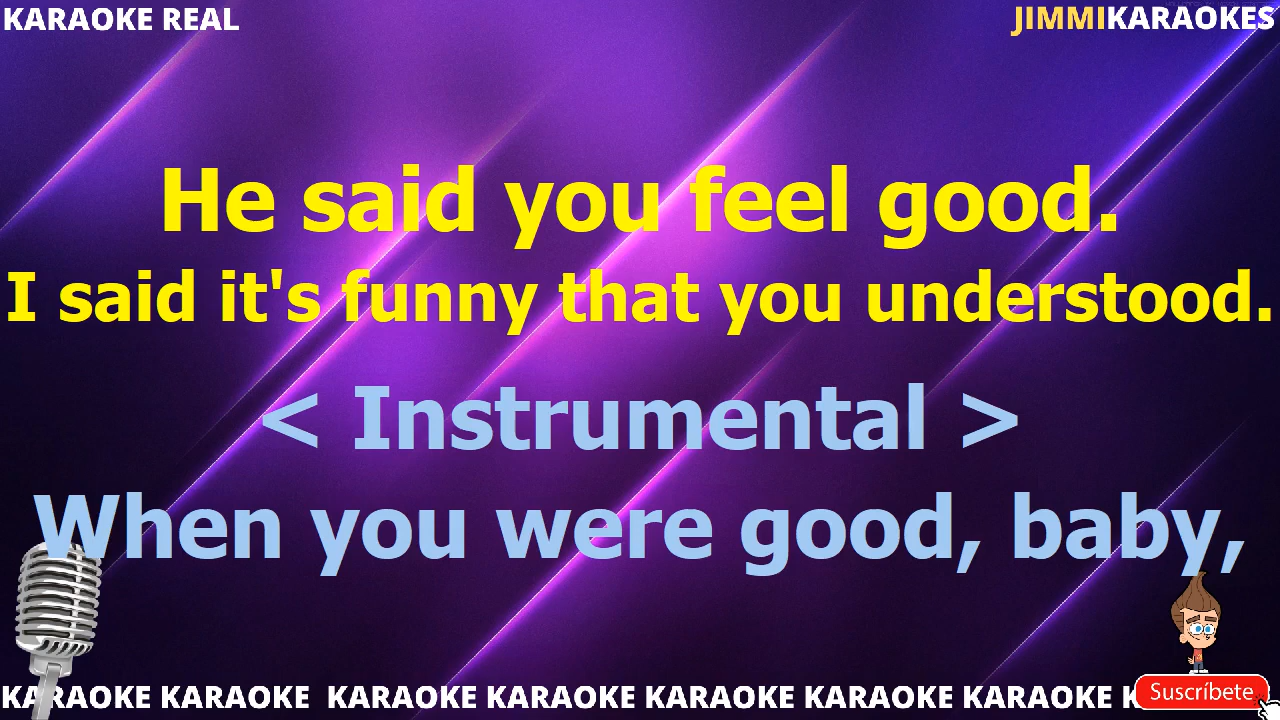 KARAOKE REAL
JIMMIKARAOKES
He said you feel good.
I said it's funny that you understood.
< Instrumental >
When you were good, baby,
KARAOKE KARAOKE KARAOKE KARAOKE KARAOKE KARAOKE KARAOKE K
Suscríbete